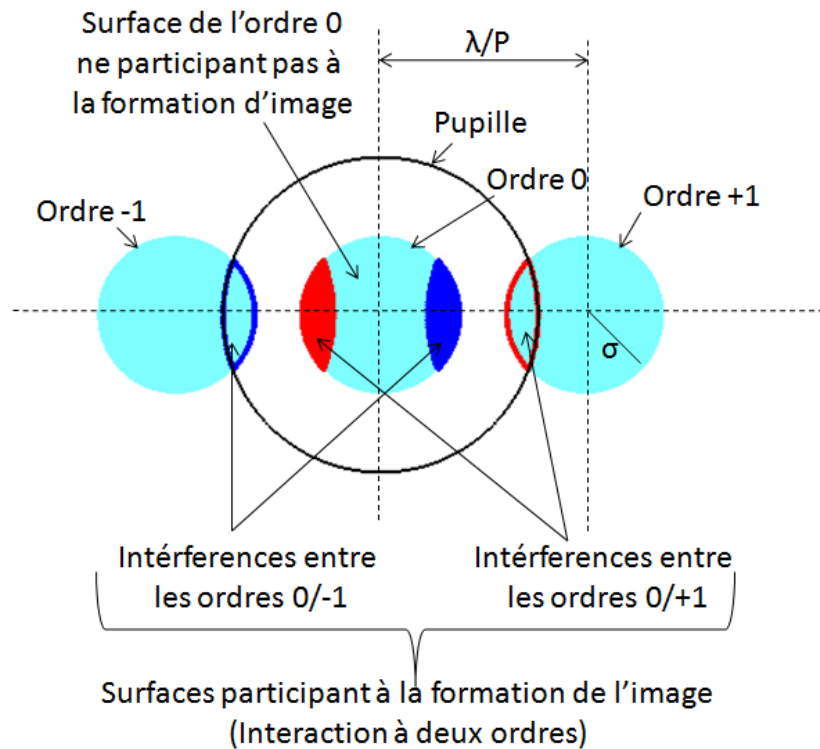 Surface de l'ordre 0
ne participant pas à
la formation d'image
λ/P
Pupille
Ordre 0
Ordre -1
Ordre +1
σ
Intérferences entre
les ordres 0/-1
Intérferences entre
les ordres 0/+1
Surfaces participant à la formation de l'image
(Interaction à deux ordres)